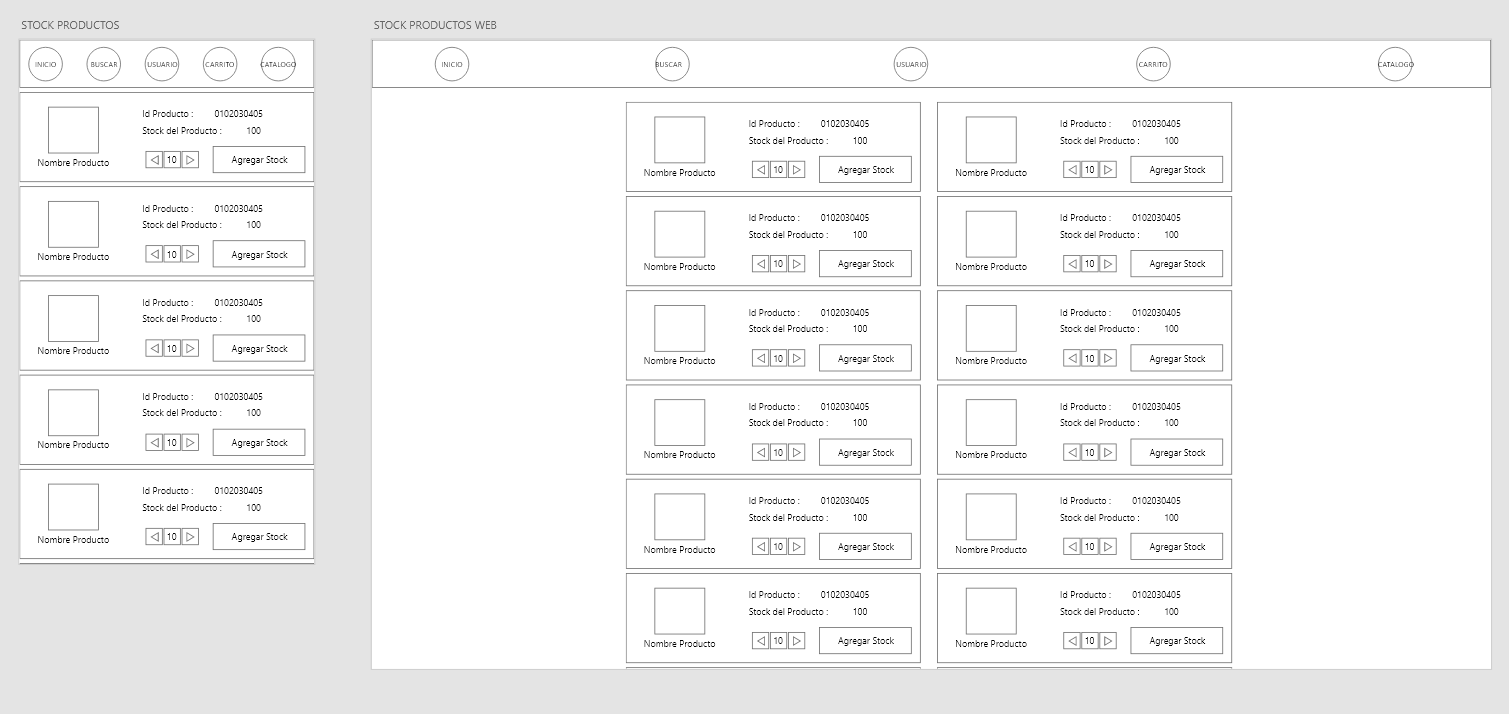 STOCK PRODUCTOS
INICIO BUSCAR USUARIO CARRITO CATALOGO
Id Producto : 0102030405
Stock del Producto : 100
10 Agregar Stock
Nombre Producto
Id Producto : 0102030405
Stock del Producto : 100
10 Agregar Stock
Nombre Producto
Id Producto : 0102030405
Stock del Producto : 100
10 Agregar Stock
Nombre Producto
Id Producto : 0102030405
Stock del Producto : 100
10 Agregar Stock
Nombre Producto
Id Producto : 0102030405
Stock del Producto : 100
10 Agregar Stock
Nombre Producto
STOCK PRODUCTOS WEB
INICIO BUSCAR USUARIO CARRITO CATALOGO
Id Producto : 0102030405
Stock del Producto : 100
10 Agregar Stock
Nombre Producto
Id Producto : 0102030405
Stock del Producto : 100
10 Agregar Stock
Nombre Producto
Id Producto : 0102030405
Stock del Producto : 100
10 Agregar Stock
Nombre Producto
Id Producto : 0102030405
Stock del Producto : 100
10 Agregar Stock
Nombre Producto
Id Producto : 0102030405
Stock del Producto : 100
10 Agregar Stock
Nombre Producto
Id Producto : 0102030405
Stock del Producto : 100
10 Agregar Stock
Nombre Producto
Id Producto : 0102030405
Stock del Producto : 100
10 Agregar Stock
Nombre Producto
Id Producto : 0102030405
Stock del Producto : 100
10 Agregar Stock
Nombre Producto
Id Producto : 0102030405
Stock del Producto : 100
10 Agregar Stock
Nombre Producto
Id Producto : 0102030405
Stock del Producto : 100
10 Agregar Stock
Nombre Producto
Id Producto : 0102030405
Stock del Producto : 100
10 Agregar Stock
Nombre Producto
Id Producto : 0102030405
Stock del Producto : 100
10 Agregar Stock
Nombre Producto